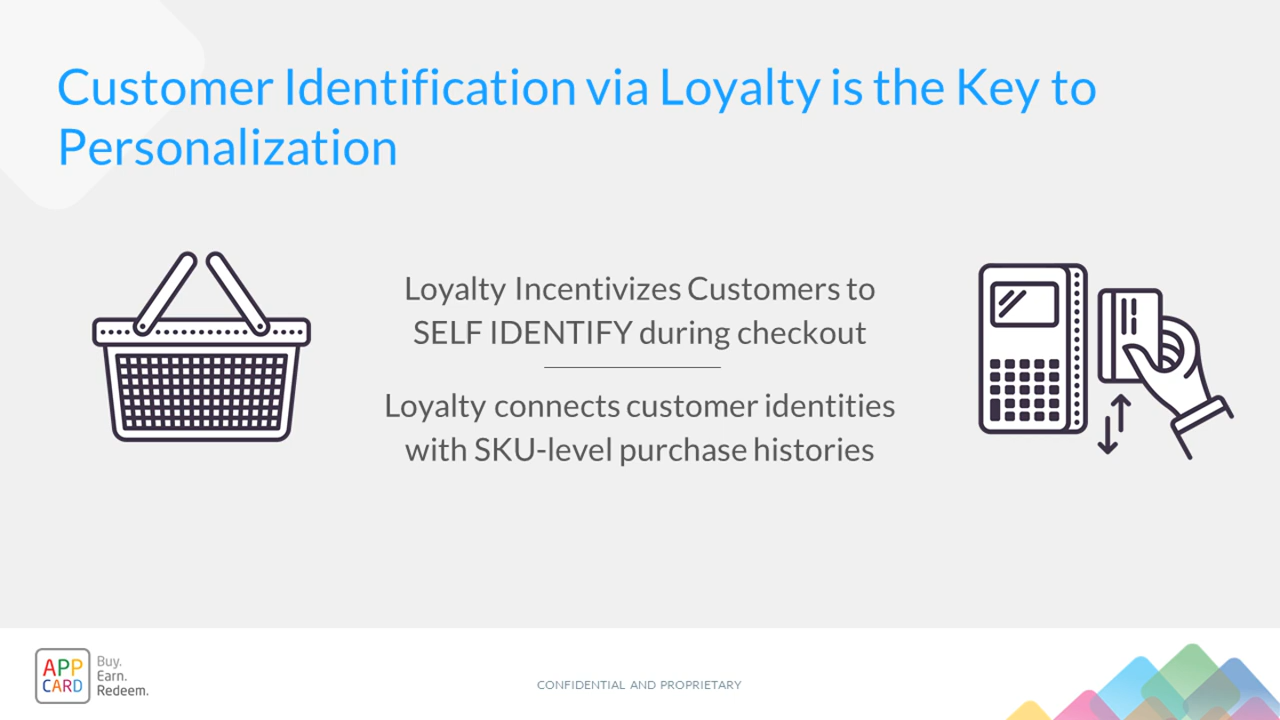 Customer Identification via Loyalty is the Key to
Personalization
Loyalty Incentivizes Customers to
SELF IDENTIFY during checkout
Loyalty connects customer identities
with SKU-level purchase histories
APP
CARD
Buy.
Earn.
Redeem.
CONFIDENTIAL AND PROPRIETARY